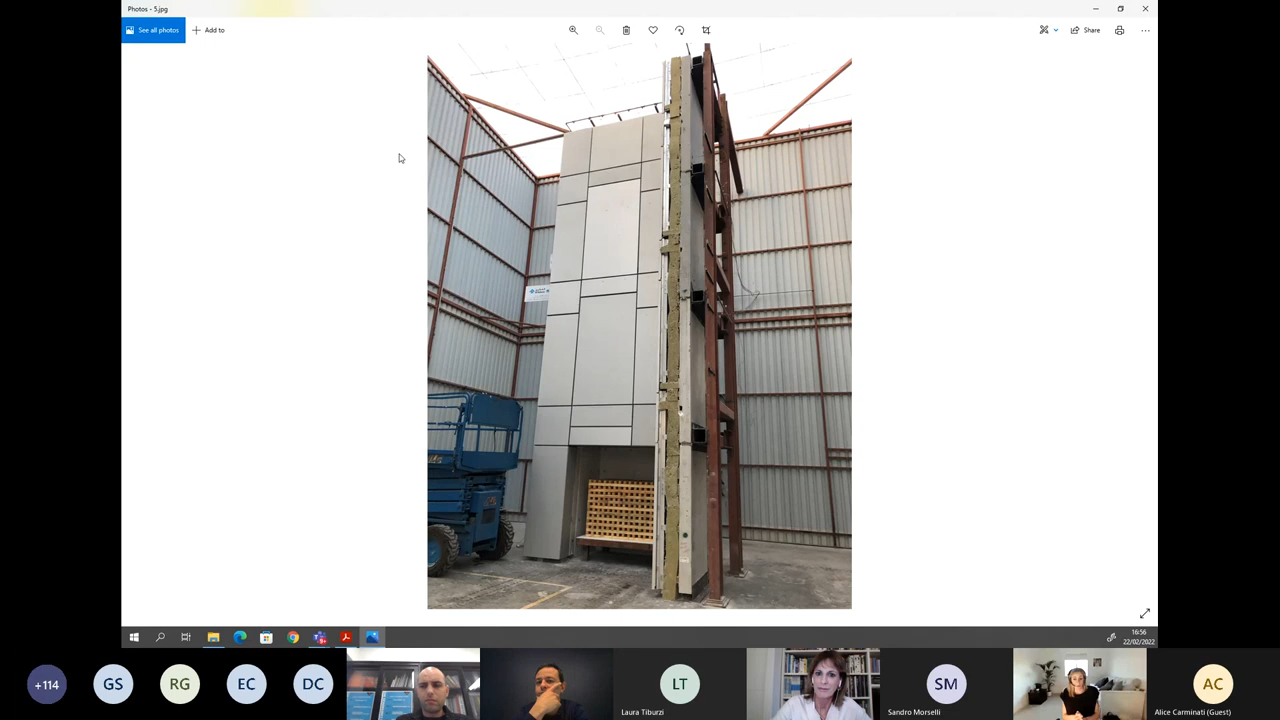 Photos - 5.jpg
See all photos
Add to
Share
16:56
22/02/2022
+114
GS
RG
EC
DC
LT
Laura Tiburzi
SM
Sandro Morselli
AC
Alice Carminati (Guest)